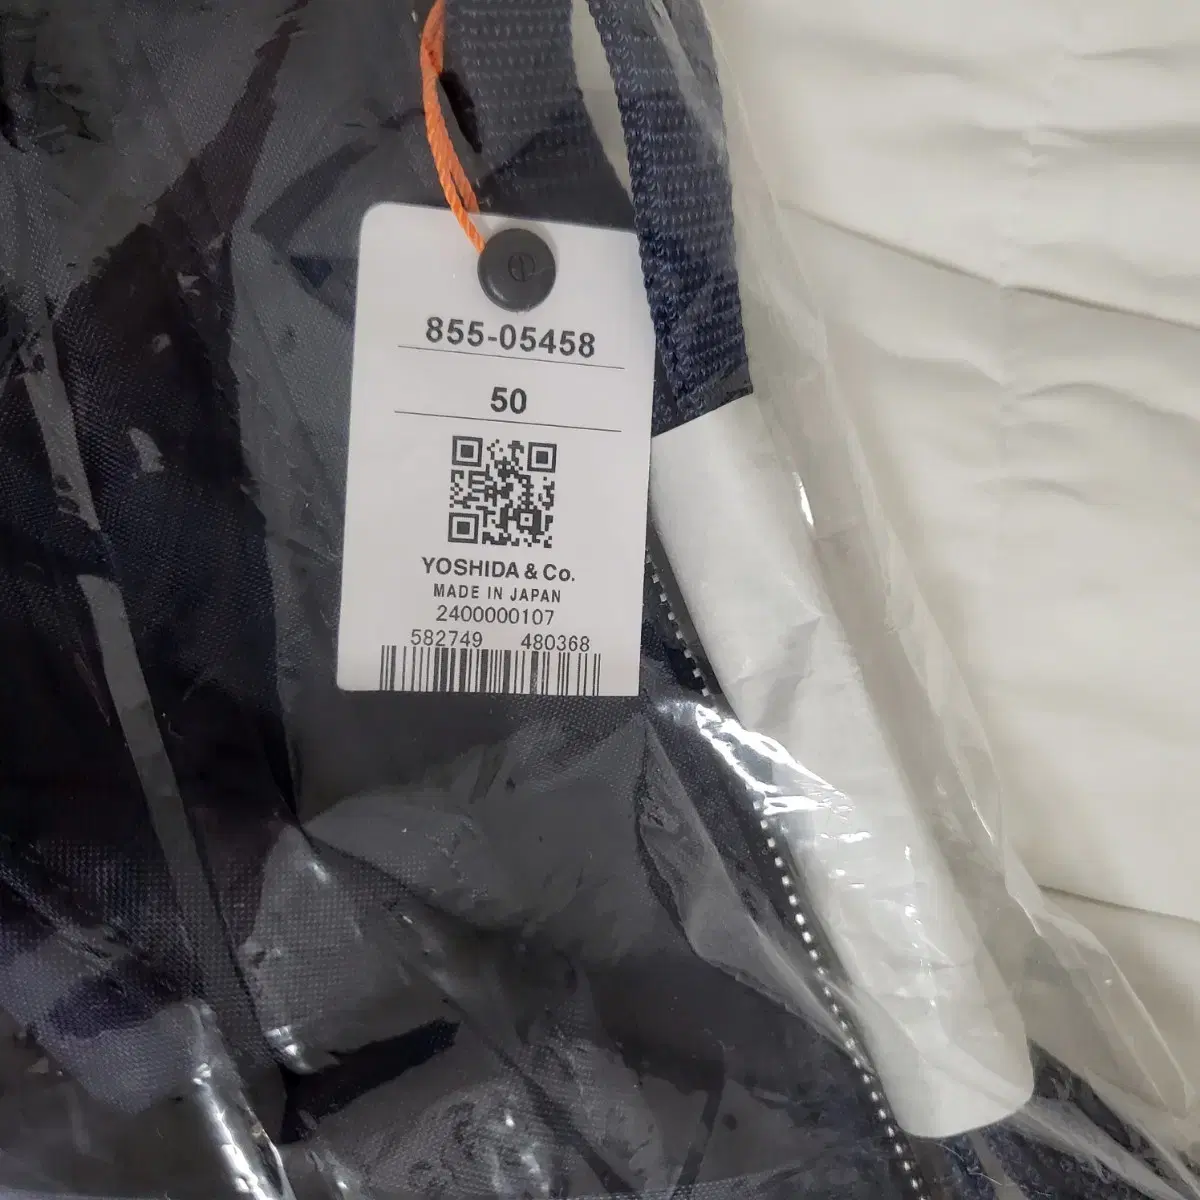 855-05458
50
YOSHIDA & Co.
MADE IN JAPAN
2400000107
582749 480368